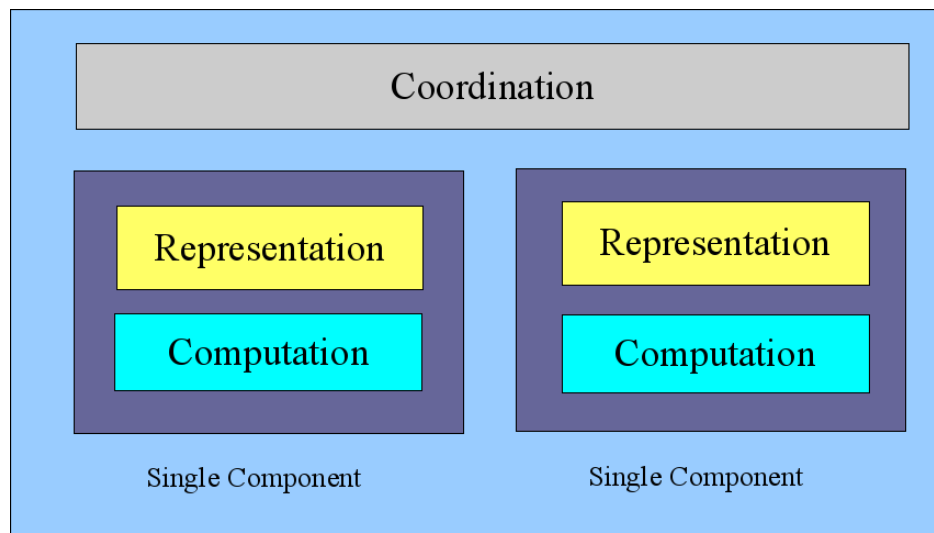 Coordination
Representation
Computation
Single Component
Representation
Computation
Single Component